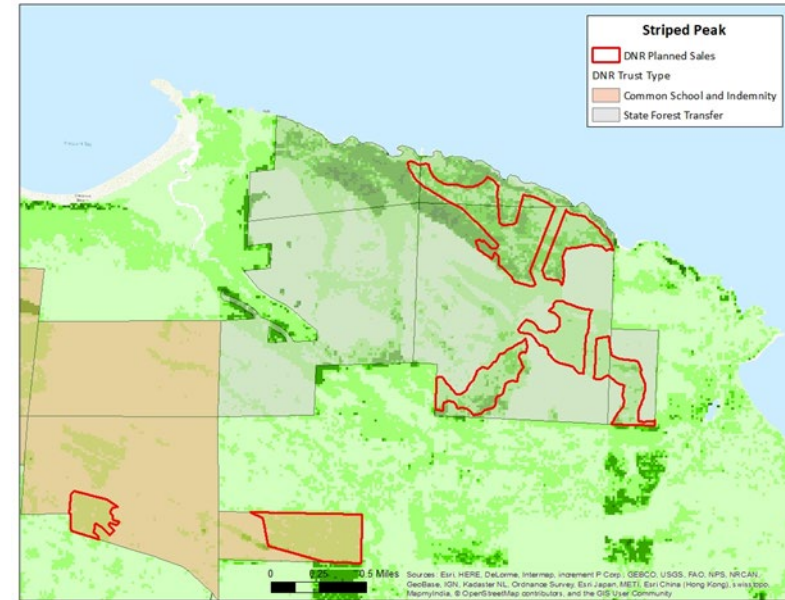 Striped Peak
DNR Planned Sales
DNR Trust Type
Common School and Indemnity
State Forest Transfer
0 0.25 0.5 Miles
Sources: Esri, HERE, DeLorme, Intermap, increment P Corp., GEBCO, USGS, FAO, NPS, NRCAN,
GeoBase, IGN, Kadaster NL, Ordnance Survey, Esri Japan, METI, Esri China (Hong Kong), swisstopo,
MapmyIndia, © OpenStreetMap contributors, and the GIS User Community